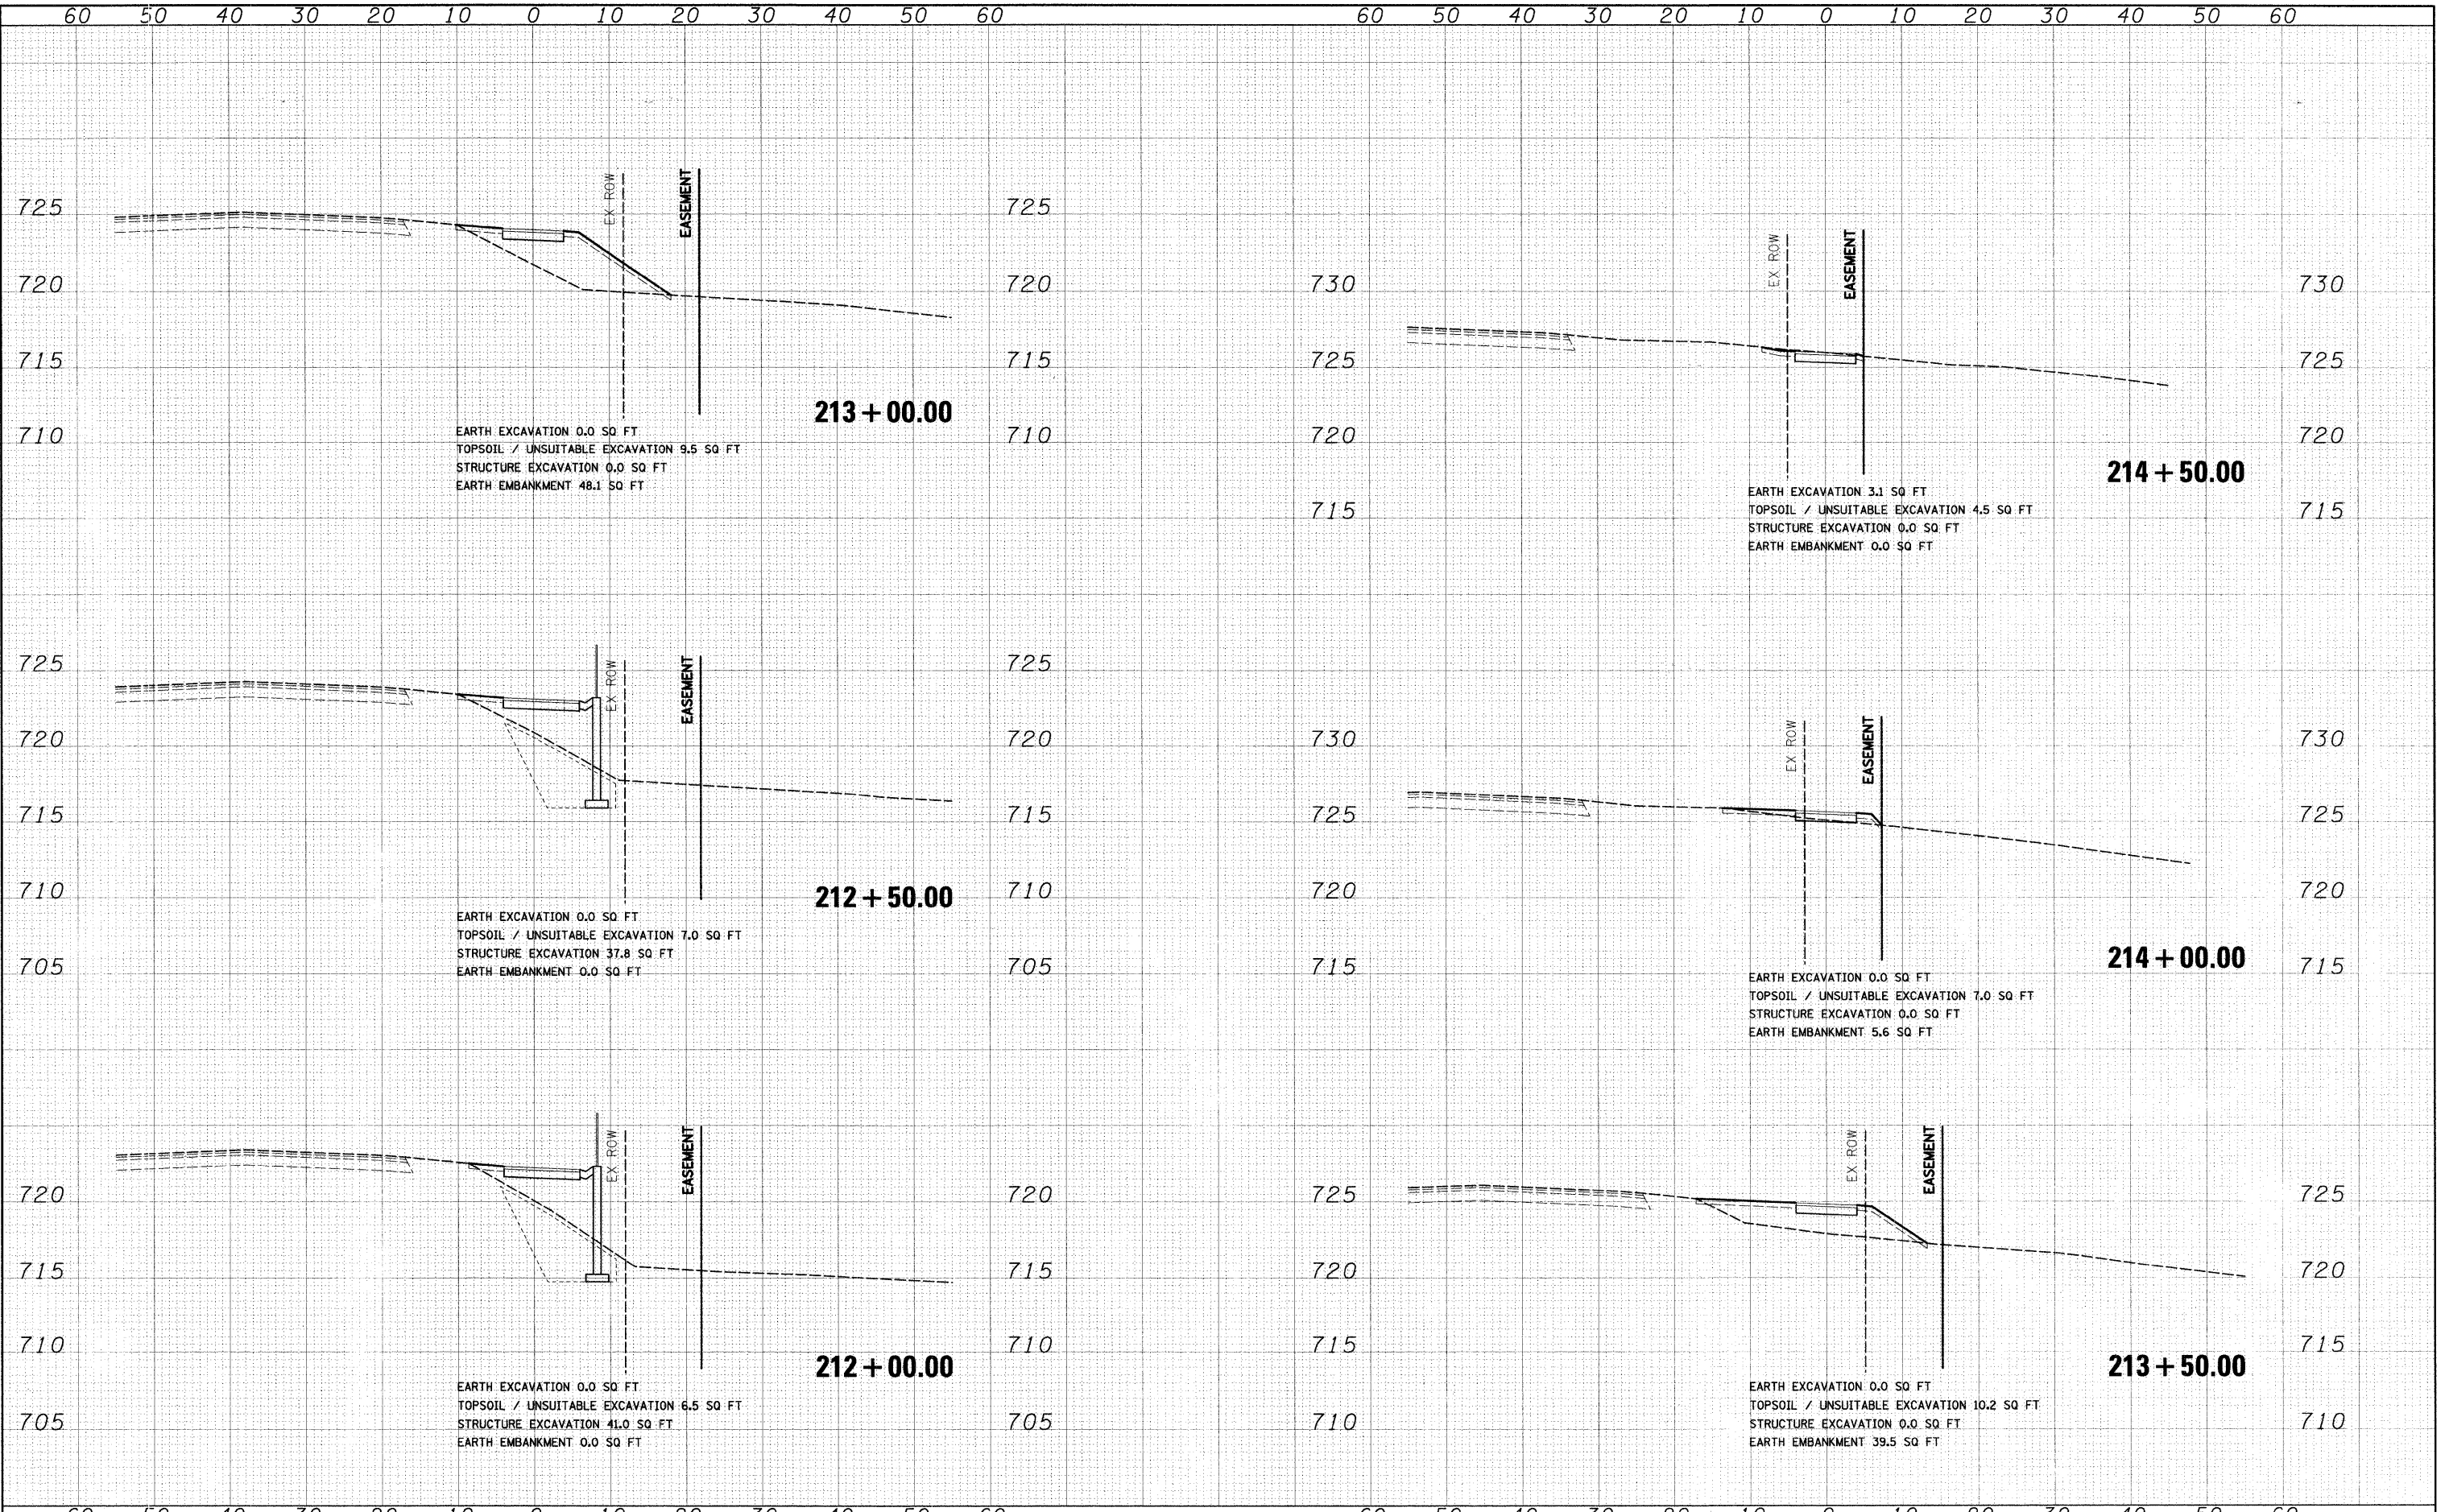 60 50 40 30 20 10 0 10 20 30 40 50 60
60 50 40 30 20 10 0 10 20 30 40 50 60
EX ROW
EASEMENT
725 725
720 720
715 715
710 710
213+00.00
EARTH EXCAVATION 0.0 SQ FT
TOPSOIL / UNSUITABLE EXCAVATION 9.5 SQ FT
STRUCTURE EXCAVATION 0.0 SQ FT
EARTH EMBANKMENT 48.1 SQ FT
EX ROW
EASEMENT
725 725
720 720
715 715
710 710
705 705
212+50.00
EARTH EXCAVATION 0.0 SQ FT
TOPSOIL / UNSUITABLE EXCAVATION 7.0 SQ FT
STRUCTURE EXCAVATION 37.8 SQ FT
EARTH EMBANKMENT 0.0 SQ FT
EX ROW
EASEMENT
720 720
715 715
710 710
705 705
212+00.00
EARTH EXCAVATION 0.0 SQ FT
TOPSOIL / UNSUITABLE EXCAVATION 6.5 SQ FT
STRUCTURE EXCAVATION 41.0 SQ FT
EARTH EMBANKMENT 0.0 SQ FT
EX ROW
EASEMENT
730 730
725 725
720 720
715 715
214+50.00
EARTH EXCAVATION 3.1 SQ FT
TOPSOIL / UNSUITABLE EXCAVATION 4.5 SQ FT
STRUCTURE EXCAVATION 0.0 SQ FT
EARTH EMBANKMENT 0.0 SQ FT
EX ROW
EASEMENT
730 730
725 725
720 720
715 715
214+00.00
EARTH EXCAVATION 0.0 SQ FT
TOPSOIL / UNSUITABLE EXCAVATION 7.0 SQ FT
STRUCTURE EXCAVATION 0.0 SQ FT
EARTH EMBANKMENT 5.6 SQ FT
EX ROW
EASEMENT
725 725
720 720
715 715
710 710
213+50.00
EARTH EXCAVATION 0.0 SQ FT
TOPSOIL / UNSUITABLE EXCAVATION 10.2 SQ FT
STRUCTURE EXCAVATION 0.0 SQ FT
EARTH EMBANKMENT 39.5 SQ FT